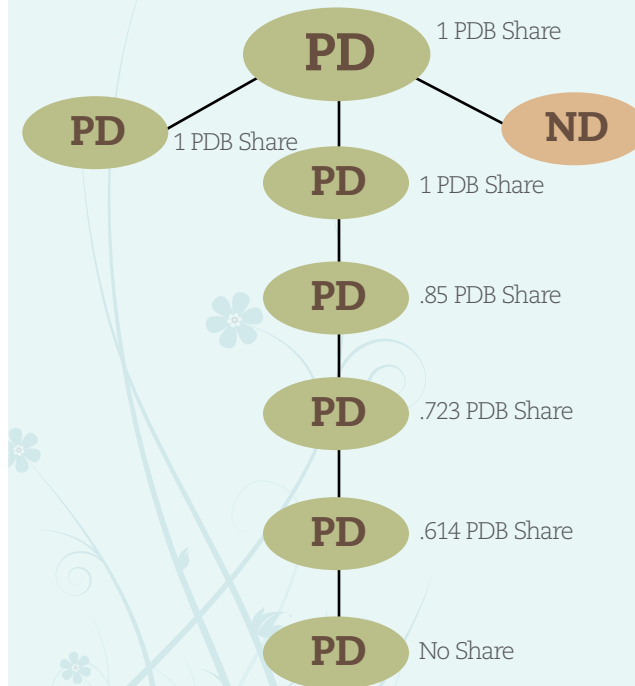 PD
1 PDB Share
PD
1 PDB Share
ND
PD
1 PDB Share
PD
.85 PDB Share
PD
.723 PDB Share
PD
.614 PDB Share
PD
No Share